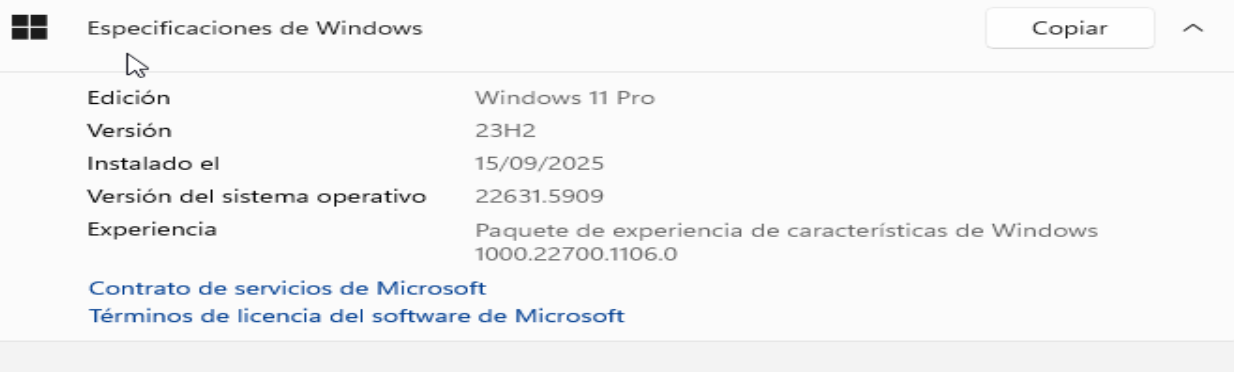 Especificaciones de Windows
Copiar
Edición Windows 11 Pro
Versión 23H2
Instalado el 15/09/2025
Versión del sistema operativo 22631.5909
Experiencia Paquete de experiencia de características de Windows
1000.22700.1106.0
Contrato de servicios de Microsoft
Términos de licencia del software de Microsoft